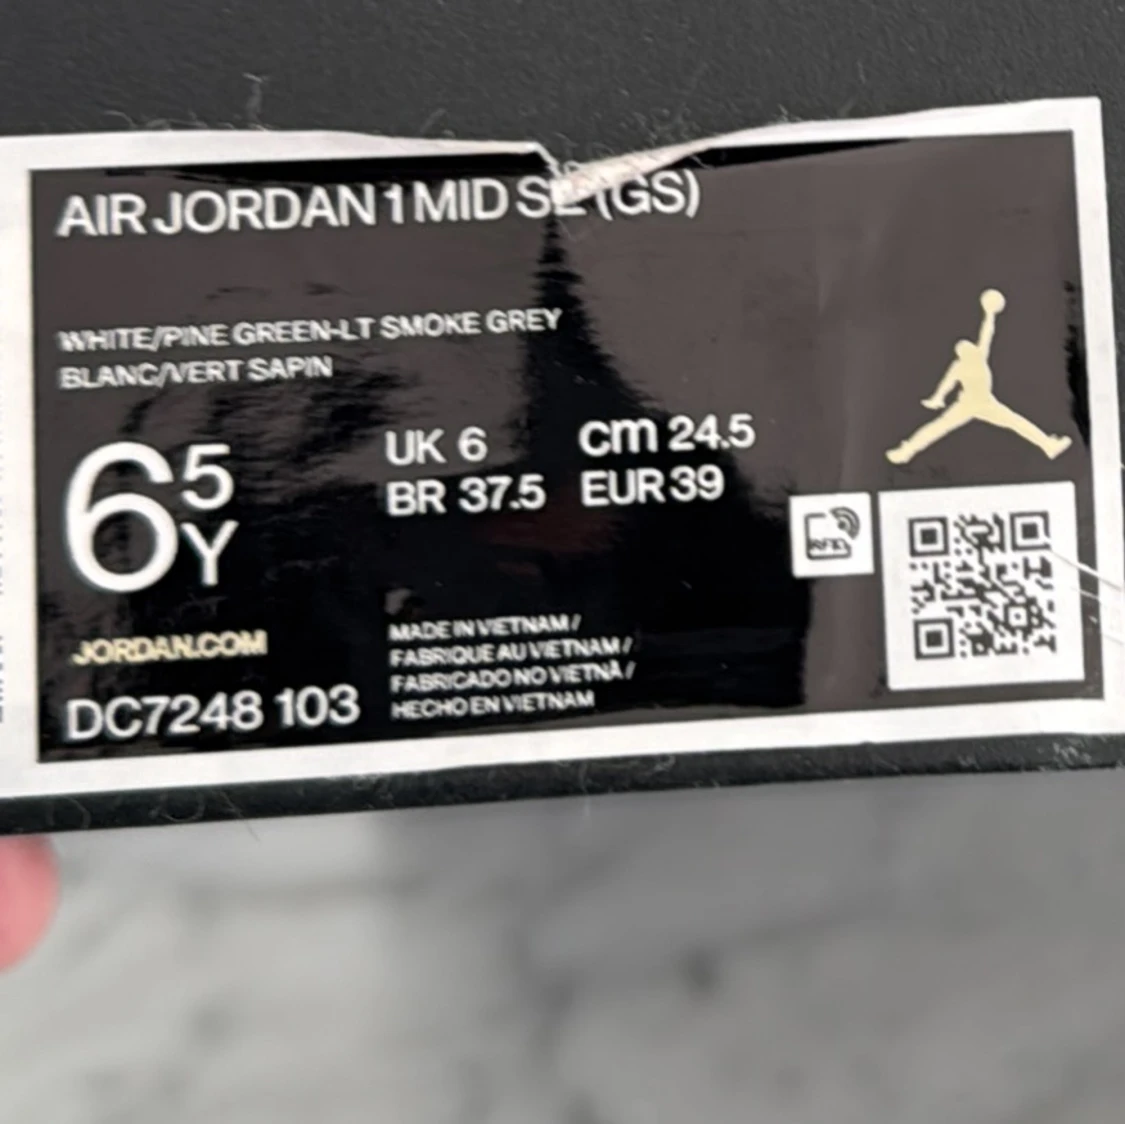 AIR JORDAN 1 MID SE (GS)
WHITE/PINE GREEN-LT SMOKE GREY
BLANC/VERT SAPIN
6 5 Y
UK 6 cm 24.5
BR 37.5 EUR 39
RFID
JORDAN.COM
DC7248 103
MADE IN VIETNAM /
FABRIQUE AU VIETNAM /
FABRICADO NO VIETNÃ /
HECHO EN VIETNAM